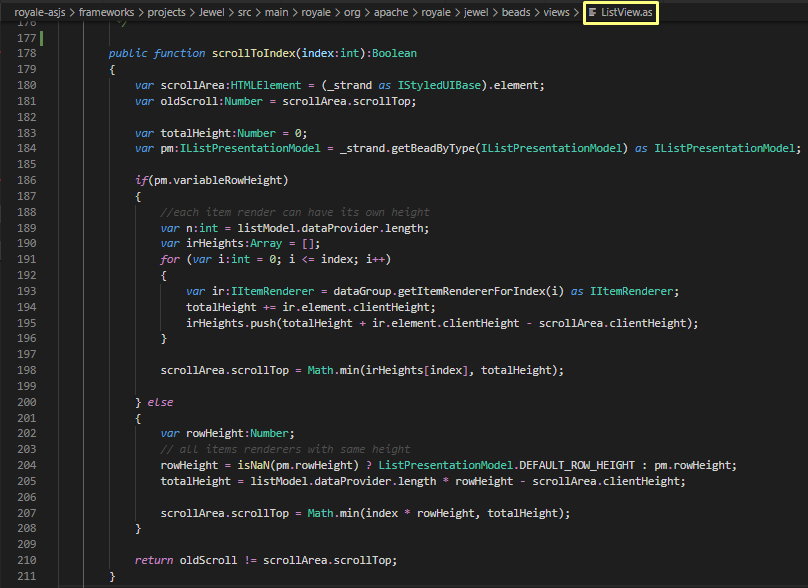 royale-asjs > frameworks > projects > Jewel > src > main > royale > org > apache > royale > jewel > beads > views > ListView.as
176 */
177
178 public function scrollToIndex(index:int):Boolean
179 {
180 var scrollArea:HTMLElement = (_strand as IStyledUIBase).element;
181 var oldScroll:Number = scrollArea.scrollTop;
182
183 var totalHeight:Number = 0;
184 var pm:IListPresentationModel = _strand.getBeadByType(IListPresentationModel) as IListPresentationModel;
185
186 if(pm.variableRowHeight)
187 {
188 //each item render can have its own height
189 var n:int = listModel.dataProvider.length;
190 var irHeights:Array = [];
191 for (var i:int = 0; i <= index; i++)
192 {
193 var ir:IItemRenderer = dataGroup.getItemRendererForIndex(i) as IItemRenderer;
194 totalHeight += ir.element.clientHeight;
195 irHeights.push(totalHeight + ir.element.clientHeight - scrollArea.clientHeight);
196 }
197
198 scrollArea.scrollTop = Math.min(irHeights[index], totalHeight);
199
200 } else
201 {
202 var rowHeight:Number;
203 // all items renderers with same height
204 rowHeight = isNaN(pm.rowHeight) ? ListPresentationModel.DEFAULT_ROW_HEIGHT : pm.rowHeight;
205 totalHeight = listModel.dataProvider.length * rowHeight - scrollArea.clientHeight;
206
207 scrollArea.scrollTop = Math.min(index * rowHeight, totalHeight);
208 }
209
210 return oldScroll != scrollArea.scrollTop;
211 }